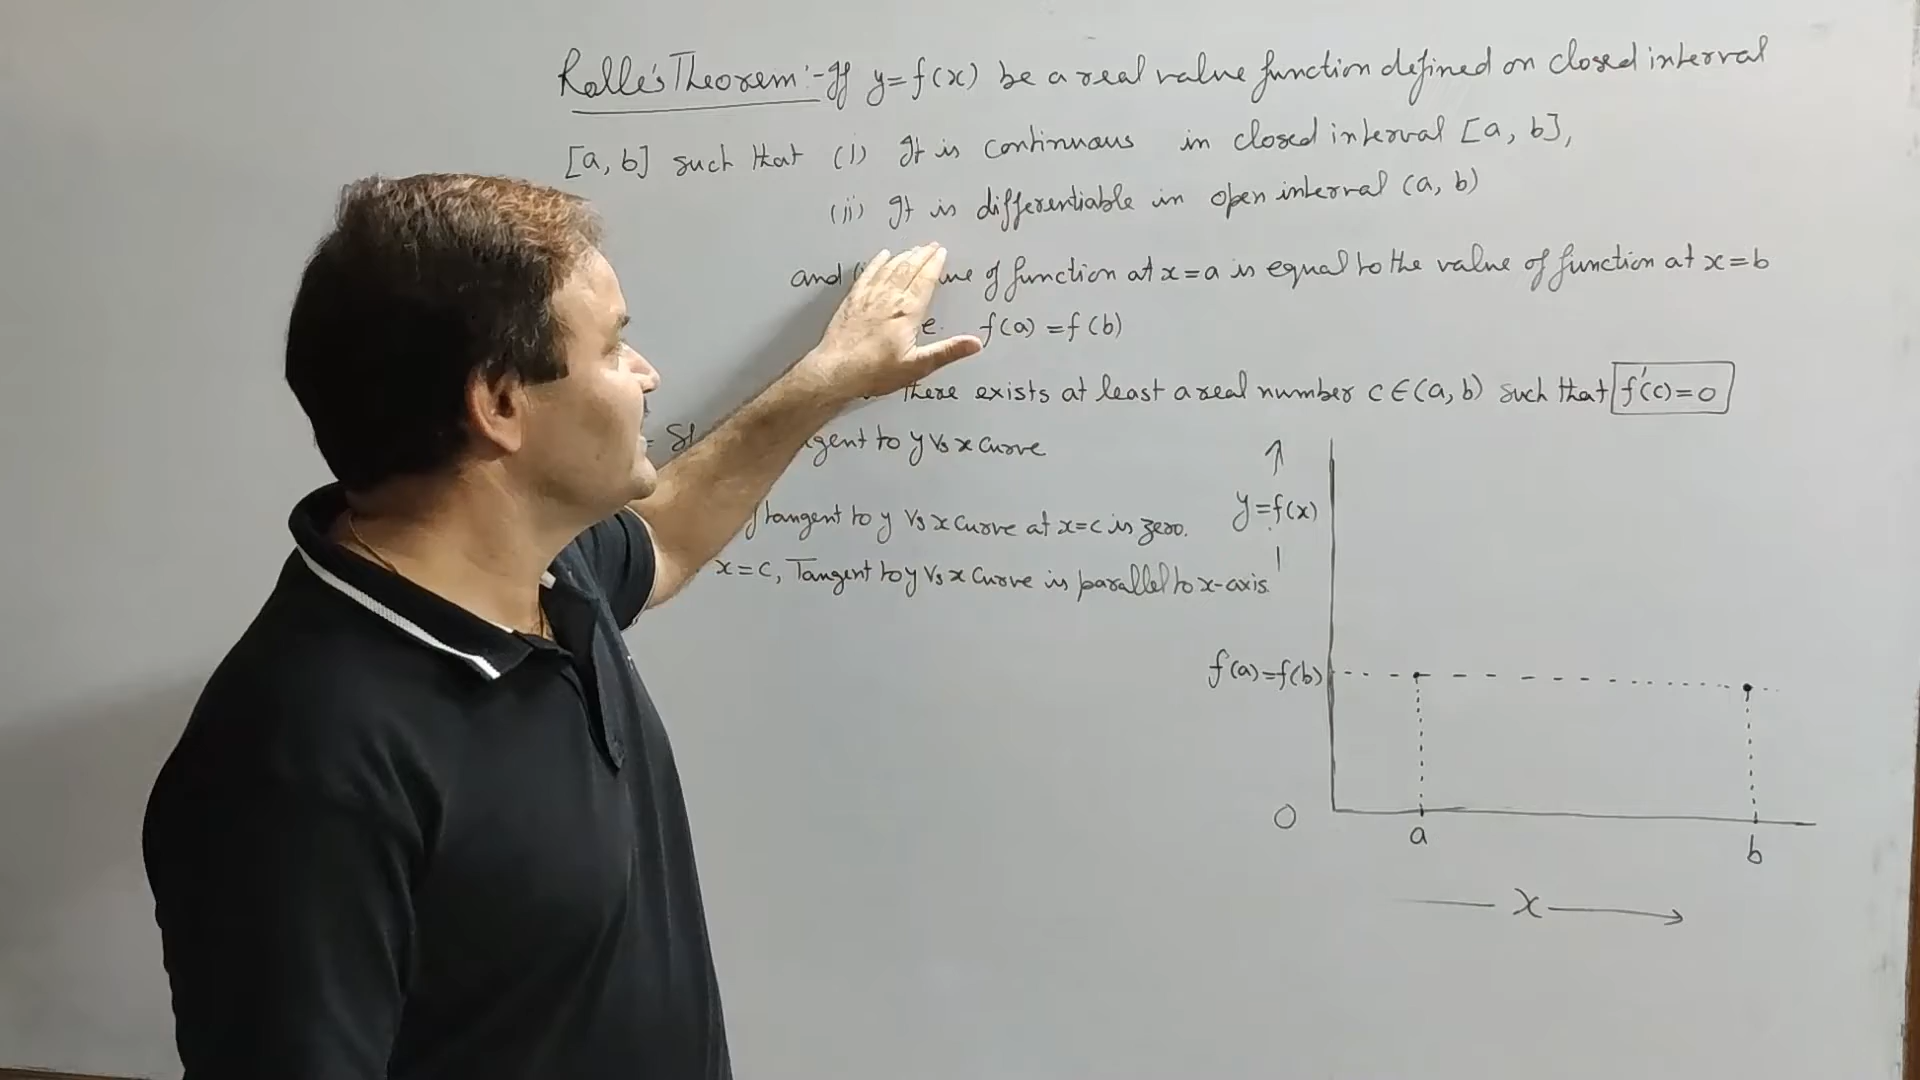 Rolle's Theorem :- If y=f(x) be a real value function defined on closed interval
[a, b] such that (i) It is continuous in closed interval [a, b],
(ii) It is differentiable in open interval (a, b)
and of function at x=a is equal to the value of function at x=b
f(a) =f(b)
there exists at least a real number c∈(a, b) such that f'(c)=0
to y vs x curve
tangent to y vs x curve at x=c is zero.
x=c, Tangent to y vs x curve is parallel to x-axis.
y=f(x)
f(a)=f(b)
O
a
b
x